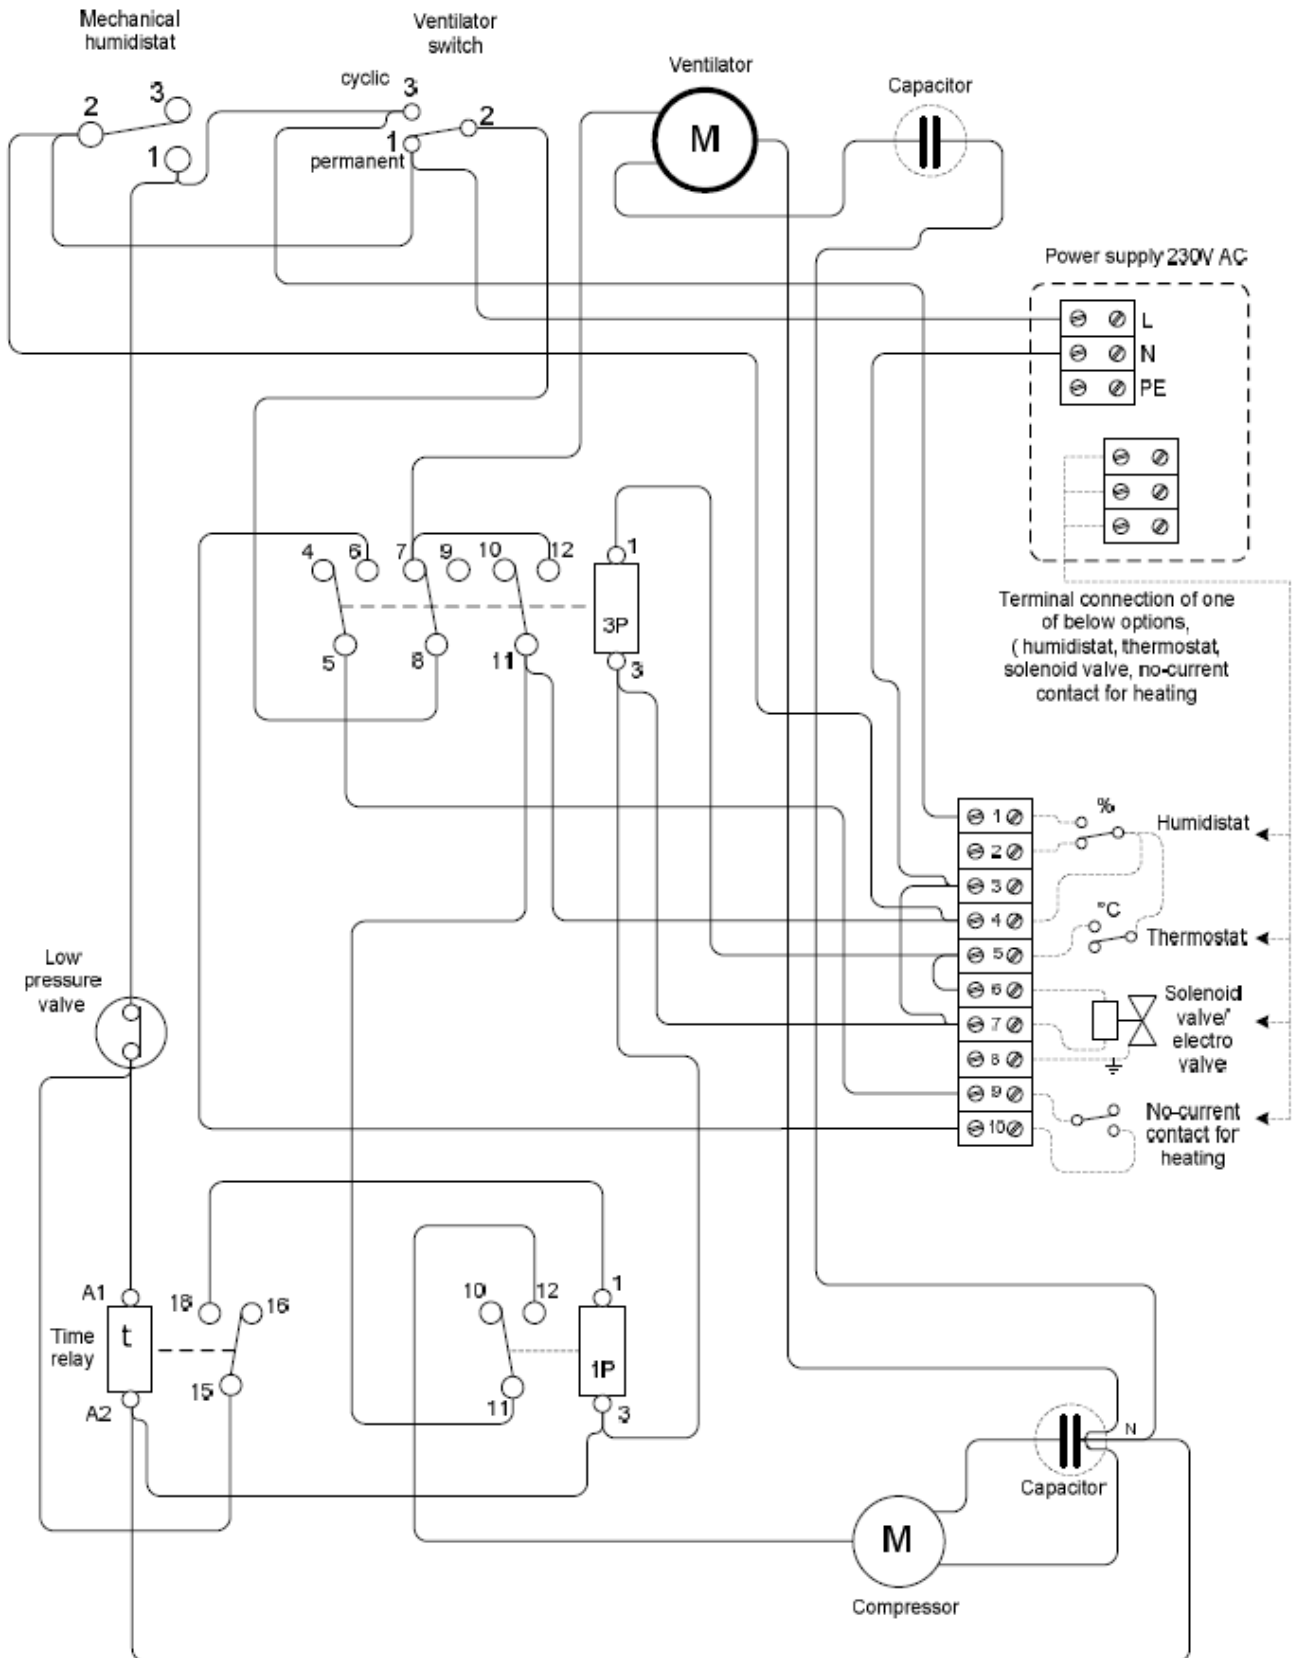 Mechanical
humidistat
Ventilator
switch
cyclic
3
2
1
permanent
2
3
1
Ventilator
M
Capacitor
Power supply 230V AC
L
N
PE
Terminal connection of one
of below options,
( humidistat, thermostat,
solenoid valve, no-current
contact for heating
4
6
7
9
10
12
5
8
11
1
3P
3
1
2
3
4
5
6
7
8
9
10
%
Humidistat
°C
Thermostat
Solenoid
valve/
electro
valve
No-current
contact for
heating
Low
pressure
valve
A1
t
Time
relay
A2
18
16
15
10
12
11
1
1P
3
N
Capacitor
M
Compressor